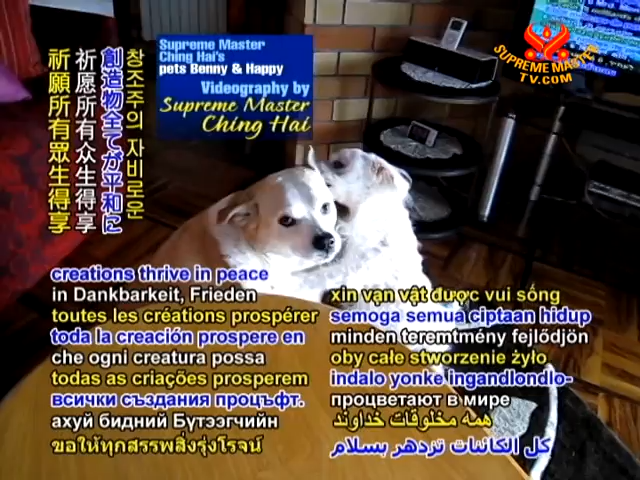 Supreme Master
Ching Hai's
pets Benny & Happy
Videography by
Supreme Master
Ching Hai
SUPREME MASTER
TV.COM
창조주의 자비로운
創造物全てが平和に
祈愿所有众生得享
祈願所有眾生得享
creations thrive in peace
in Dankbarkeit, Frieden
toutes les créations prospérer
toda la creación prospere en
che ogni creatura possa
todas as criações prosperem
всички създания процъфт.
ахуй бидний Бүтээгчийн
ขอให้ทุกสรรพสิ่งรุ่งโรจน์
xin vạn vật được vui sống
semoga semua ciptaan hidup
minden teremtmény fejlődjön
oby całe stworzenie żyło
indalo yonke ingandlondlo-
процветают в мире
همه مخلوقات خداوند
كل الكائنات تزدهر بسلام